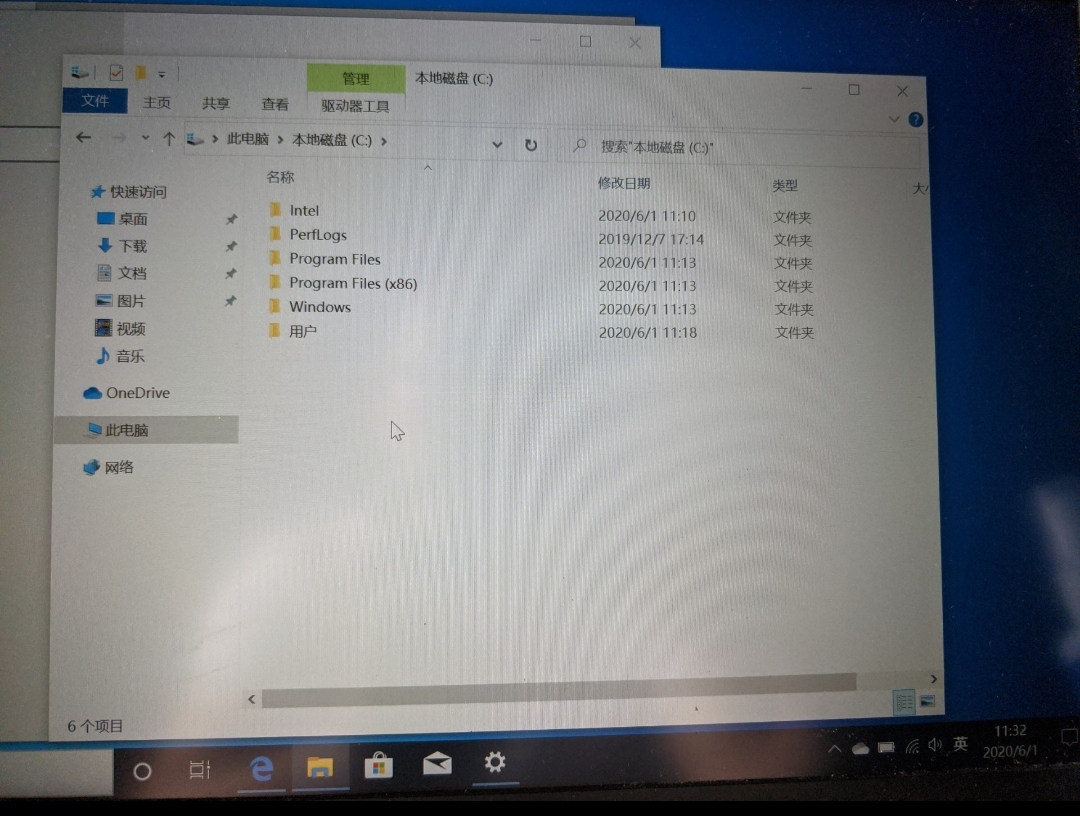 管理 本地磁盘 (C:)
文件 主页 共享 查看 驱动器工具
此电脑 本地磁盘 (C:)
搜索"本地磁盘 (C:)"
名称 修改日期 类型 大小
快速访问
桌面
下载
文档
图片
视频
音乐
OneDrive
此电脑
网络
Intel 2020/6/1 11:10 文件夹
PerfLogs 2019/12/7 17:14 文件夹
Program Files 2020/6/1 11:13 文件夹
Program Files (x86) 2020/6/1 11:13 文件夹
Windows 2020/6/1 11:13 文件夹
用户 2020/6/1 11:18 文件夹
6 个项目
英
11:32
2020/6/1